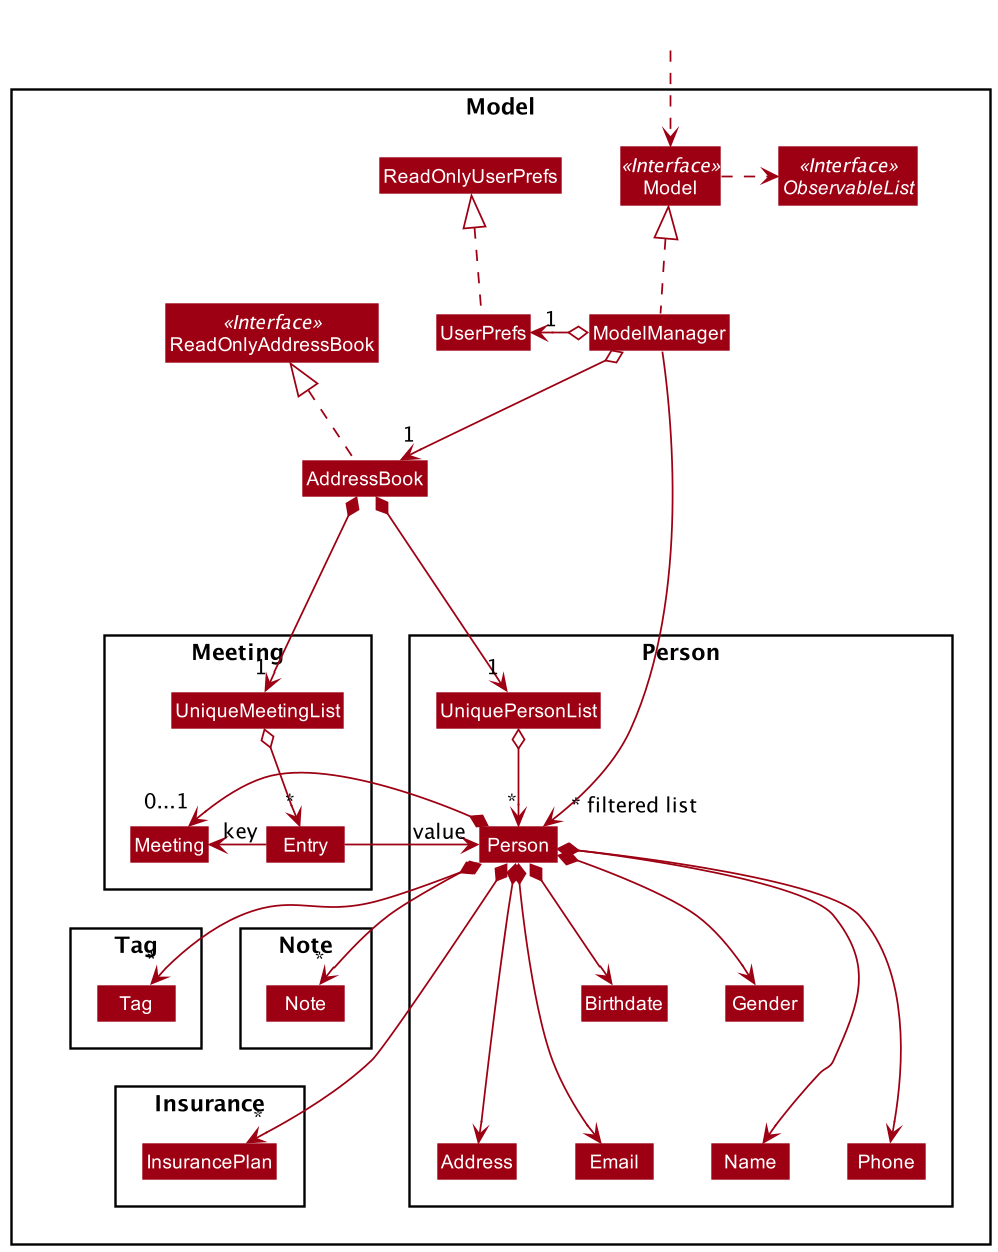 Model
ReadOnlyUserPrefs
«Interface»
Model
«Interface»
ObservableList
«Interface»
ReadOnlyAddressBook
UserPrefs
1
ModelManager
1
AddressBook
Meeting
1
UniqueMeetingList
Person
1
UniquePersonList
0...1
*
*
* filtered list
Meeting
key
Entry
value
Person
Tag
*
Tag
Note
*
Note
Birthdate
Gender
Insurance
*
InsurancePlan
Address
Email
Name
Phone